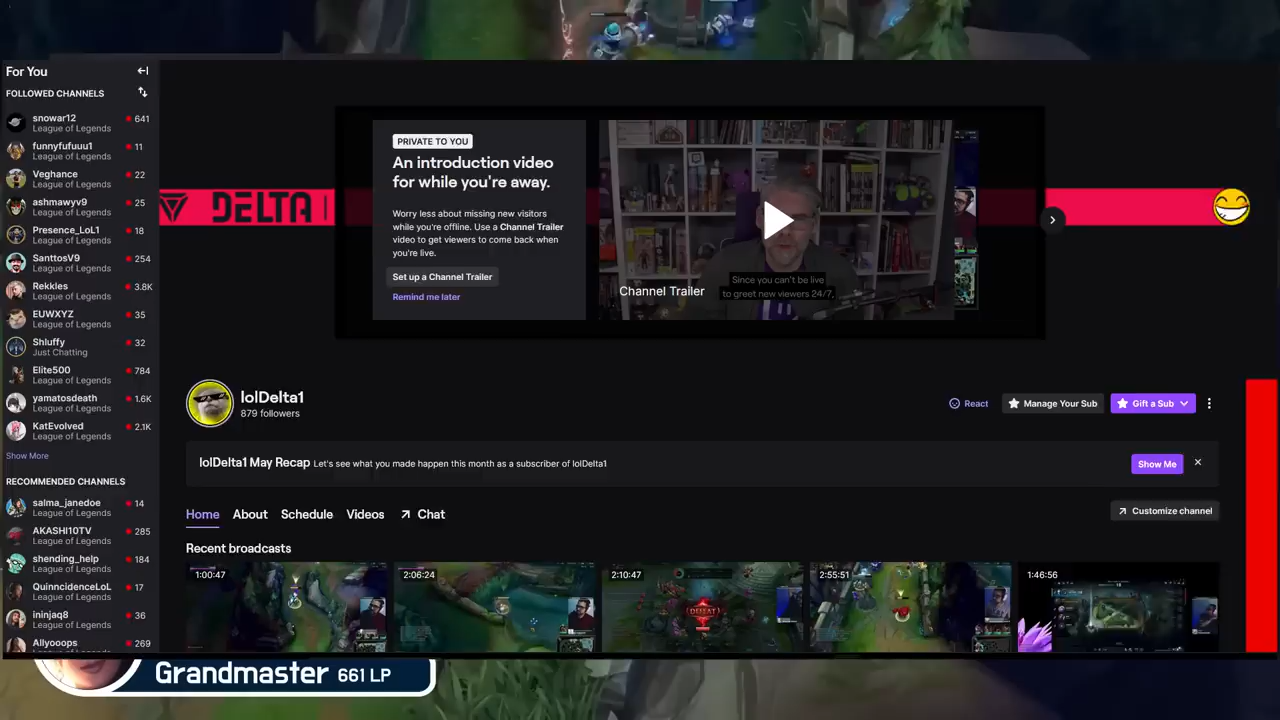 For You
FOLLOWED CHANNELS
snowar12
641
League of Legends
funnyfufuuu1
11
League of Legends
Veghance
22
League of Legends
ashmawyv9
25
League of Legends
Presence_LoL1
18
League of Legends
SanttosV9
254
League of Legends
Rekkles
3.8K
League of Legends
EUWXYZ
35
League of Legends
Shluffy
32
Just Chatting
Elite500
784
League of Legends
yamatosdeath
1.6K
League of Legends
KatEvolved
2.1K
League of Legends
Show More
RECOMMENDED CHANNELS
salma_janedoe
14
League of Legends
AKASHI10TV
285
League of Legends
shending_help
184
League of Legends
QuinncidenceLoL
17
League of Legends
ininjaq8
36
League of Legends
Allyooops
269
League of Legends
DELTA
PRIVATE TO YOU
An introduction video
for while you're away.
Worry less about missing new visitors
while you're offline. Use a Channel Trailer
video to get viewers to come back when
you're live.
Set up a Channel Trailer
Remind me later
Channel Trailer
Since you can't be live
to greet new viewers 24/7,
lolDelta1
879 followers
React
Manage Your Sub
Gift a Sub
lolDelta1 May Recap Let's see what you made happen this month as a subscriber of lolDelta1
Show Me
Home
About
Schedule
Videos
Chat
Customize channel
Recent broadcasts
1:00:47
2:06:24
2:10:47
2:55:51
1:46:56
DEFEAT
Grandmaster 661 LP